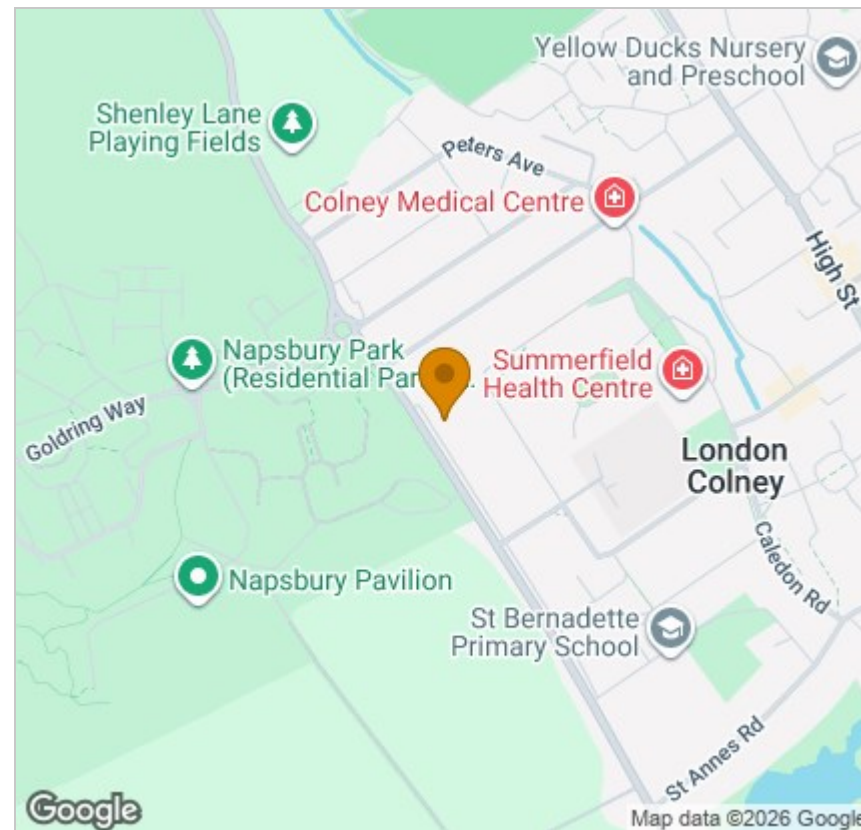 Yellow Ducks Nursery
and Preschool
Shenley Lane
Playing Fields
Peters Ave
Colney Medical Centre
High St
Napsbury Park
(Residential Par
Summerfield
Health Centre
Goldring Way
London
Colney
Caledon Rd
Napsbury Pavilion
St Bernadette
Primary School
St Annes Rd
Google
Map data ©2026 Google